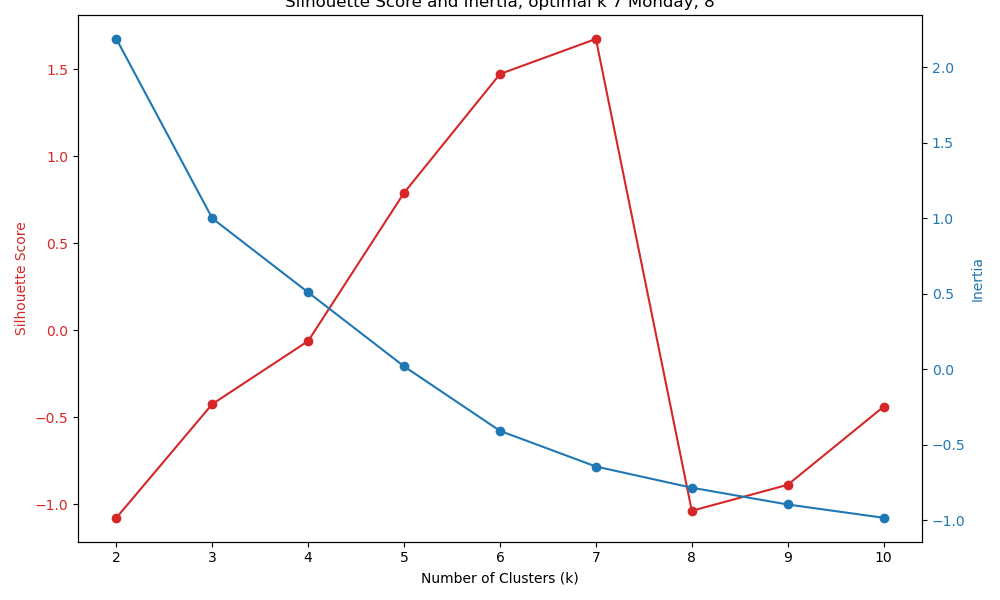 Silhouette Score and Inertia, optimal k 7 Monday, 8
1.5
1.0
0.5
0.0
−0.5
−1.0
Silhouette Score
2.0
1.5
1.0
0.5
0.0
−0.5
−1.0
Inertia
2 3 4 5 6 7 8 9 10
Number of Clusters (k)